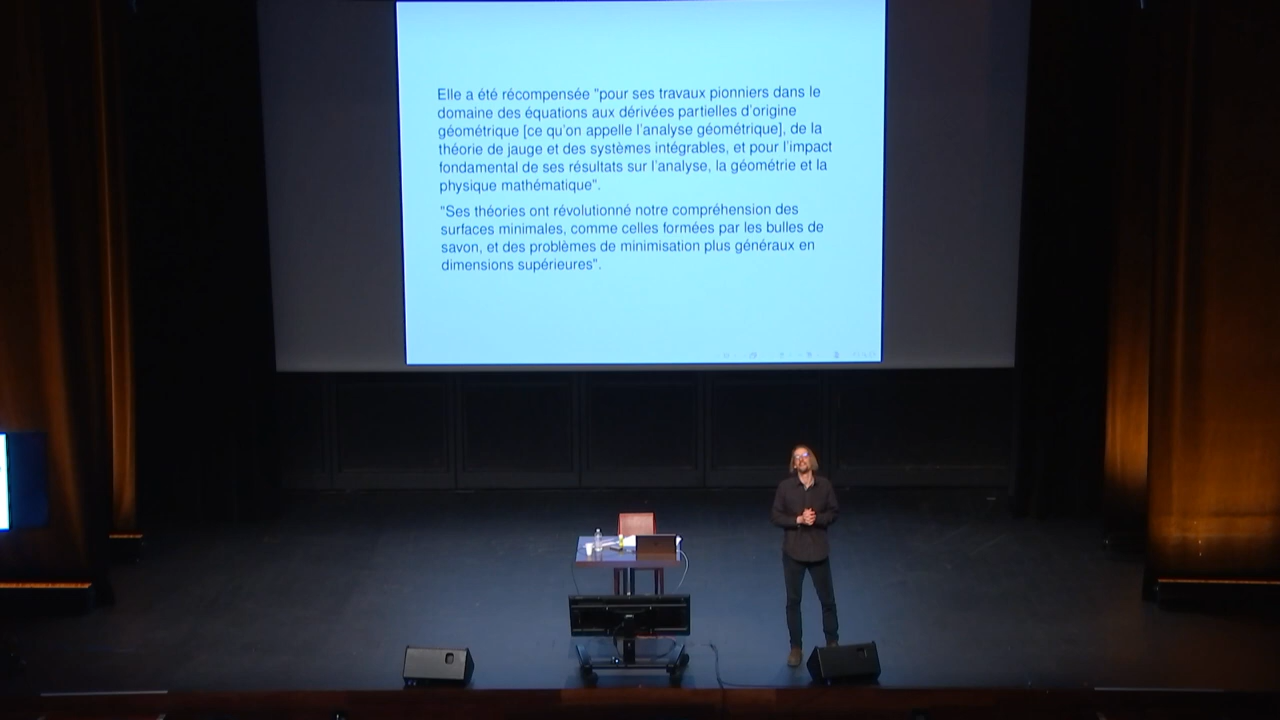 Elle a été récompensée "pour ses travaux pionniers dans le
domaine des équations aux dérivées partielles d'origine
géométrique [ce qu'on appelle l'analyse géométrique], de la
théorie de jauge et des systèmes intégrables, et pour l'impact
fondamental de ses résultats sur l'analyse, la géométrie et la
physique mathématique".
"Ses théories ont révolutionné notre compréhension des
surfaces minimales, comme celles formées par les bulles de
savon, et des problèmes de minimisation plus généraux en
dimensions supérieures".